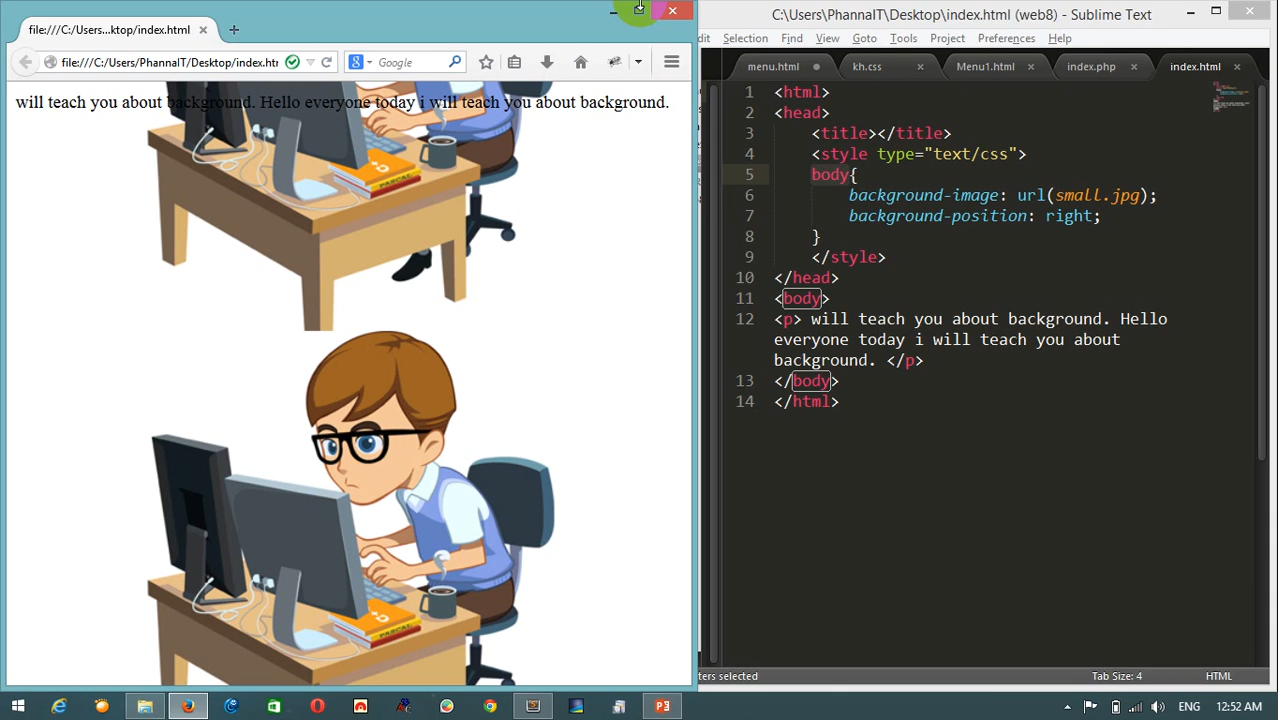 file:///C:/Users...ktop/index.html
file:///C:/Users/PhannaIT/Desktop/index.htm
Google
will teach you about background. Hello everyone today i will teach you about background.
PASCAL
PASCAL
C:\Users\PhannaIT\Desktop\index.html (web8) - Sublime Text
dit Selection Find View Goto Tools Project Preferences Help
menu.html kh.css Menu1.html index.php index.html
1 <html>
2 <head>
3 <title></title>
4 <style type="text/css">
5 body{
6 background-image: url(small.jpg);
7 background-position: right;
8 }
9 </style>
10 </head>
11 <body>
12 <p> will teach you about background. Hello
everyone today i will teach you about
background. </p>
13 </body>
14 </html>
ters selected Tab Size: 4 HTML
ENG 12:52 AM